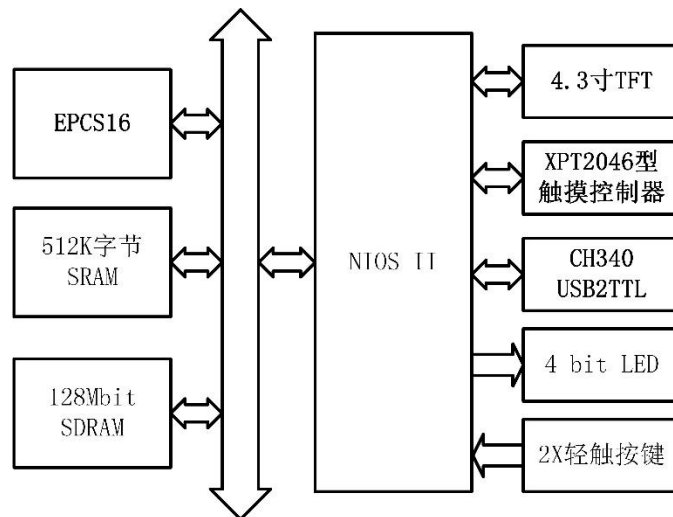 EPCS16
512K字节
SRAM
128Mbit
SDRAM
NIOS II
4.3寸TFT
XPT2046型
触摸控制器
CH340
USB2TTL
4 bit LED
2X轻触按键